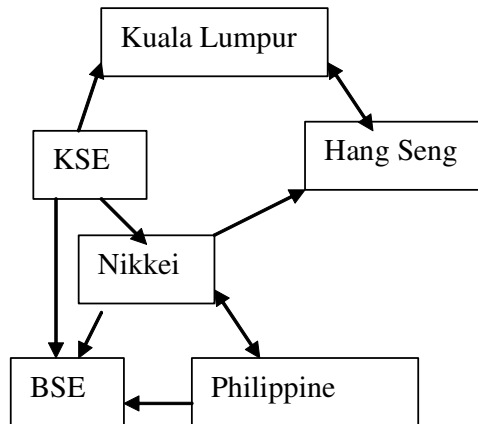 Kuala Lumpur
Hang Seng
KSE
Nikkei
BSE
Philippine